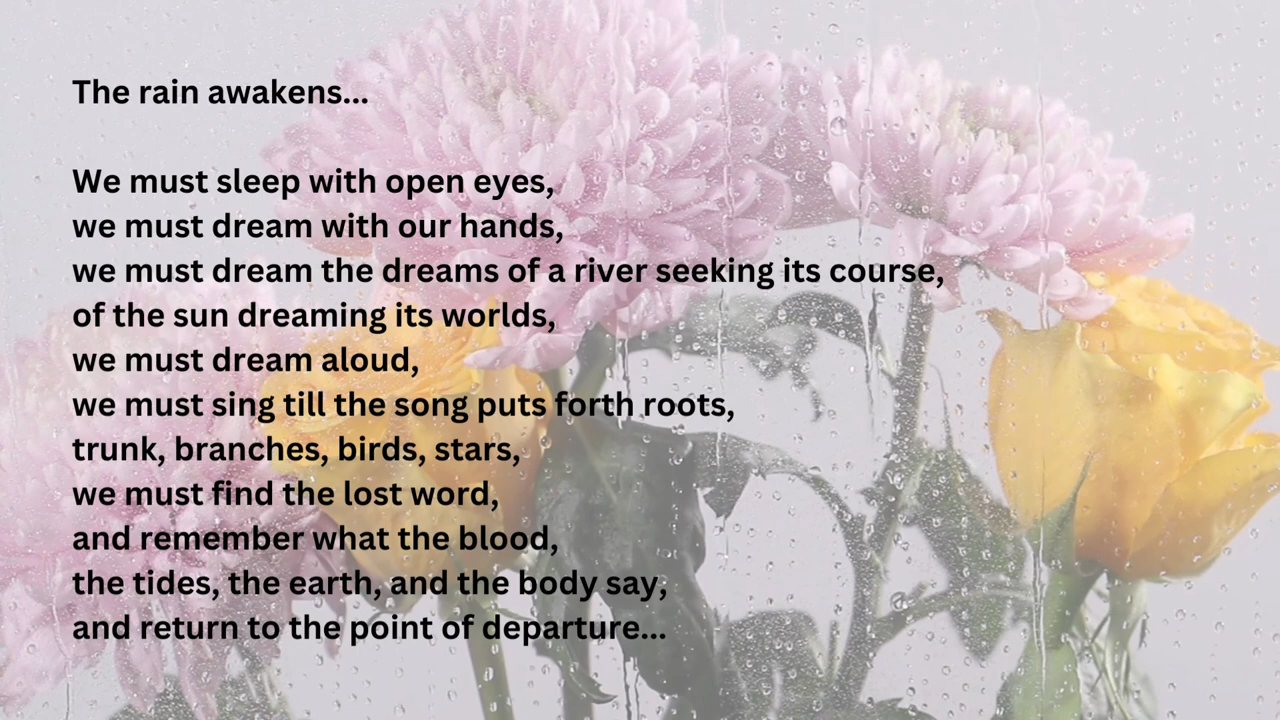 The rain awakens...
We must sleep with open eyes,
we must dream with our hands,
we must dream the dreams of a river seeking its course,
of the sun dreaming its worlds,
we must dream aloud,
we must sing till the song puts forth roots,
trunk, branches, birds, stars,
we must find the lost word,
and remember what the blood,
the tides, the earth, and the body say,
and return to the point of departure...